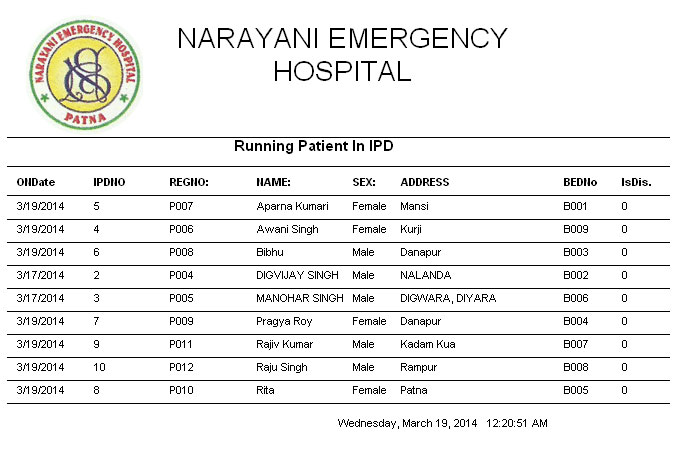 NARAYANI EMERGENCY HOSPITAL
PATNA
NARAYANI EMERGENCY
HOSPITAL
Running Patient In IPD
ONDate IPDNO REGNO: NAME: SEX: ADDRESS BEDNo IsDis.
3/19/2014 5 P007 Aparna Kumari Female Mansi B001 0
3/19/2014 4 P006 Awani Singh Female Kurji B009 0
3/19/2014 6 P008 Bibhu Male Danapur B003 0
3/17/2014 2 P004 DIGVIJAY SINGH Male NALANDA B002 0
3/17/2014 3 P005 MANOHAR SINGH Male DIGWARA, DIYARA B006 0
3/19/2014 7 P009 Pragya Roy Female Danapur B004 0
3/19/2014 9 P011 Rajiv Kumar Male Kadam Kua B007 0
3/19/2014 10 P012 Raju Singh Male Rampur B008 0
3/19/2014 8 P010 Rita Female Patna B005 0
Wednesday, March 19, 2014 12:20:51 AM